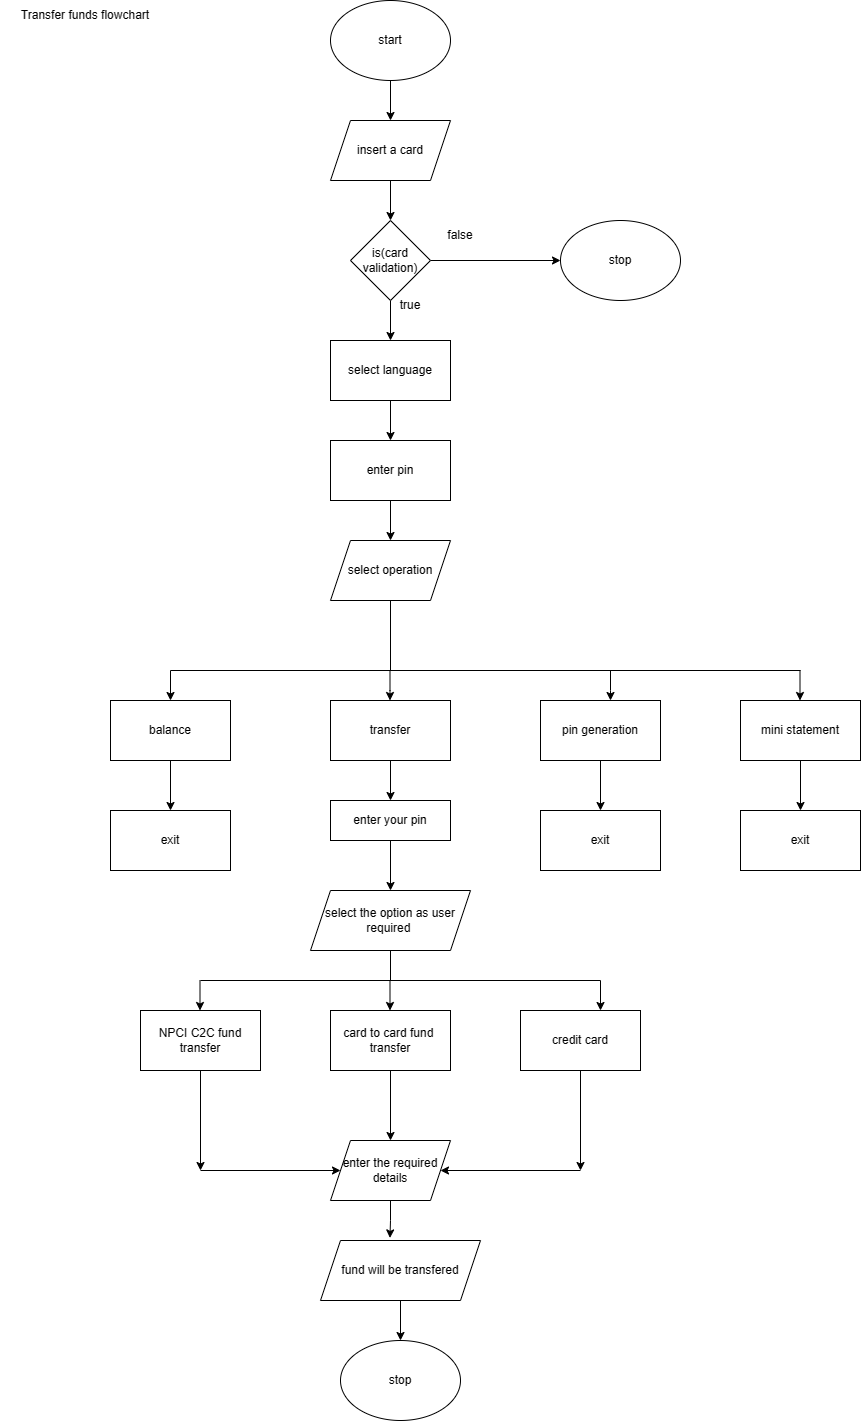 Transfer funds flowchart
start
insert a card
is(card
validation)
false
stop
true
select language
enter pin
select operation
balance
transfer
pin generation
mini statement
exit
enter your pin
exit
exit
select the option as user
required
NPCI C2C fund
transfer
card to card fund
transfer
credit card
enter the required
details
fund will be transfered
stop